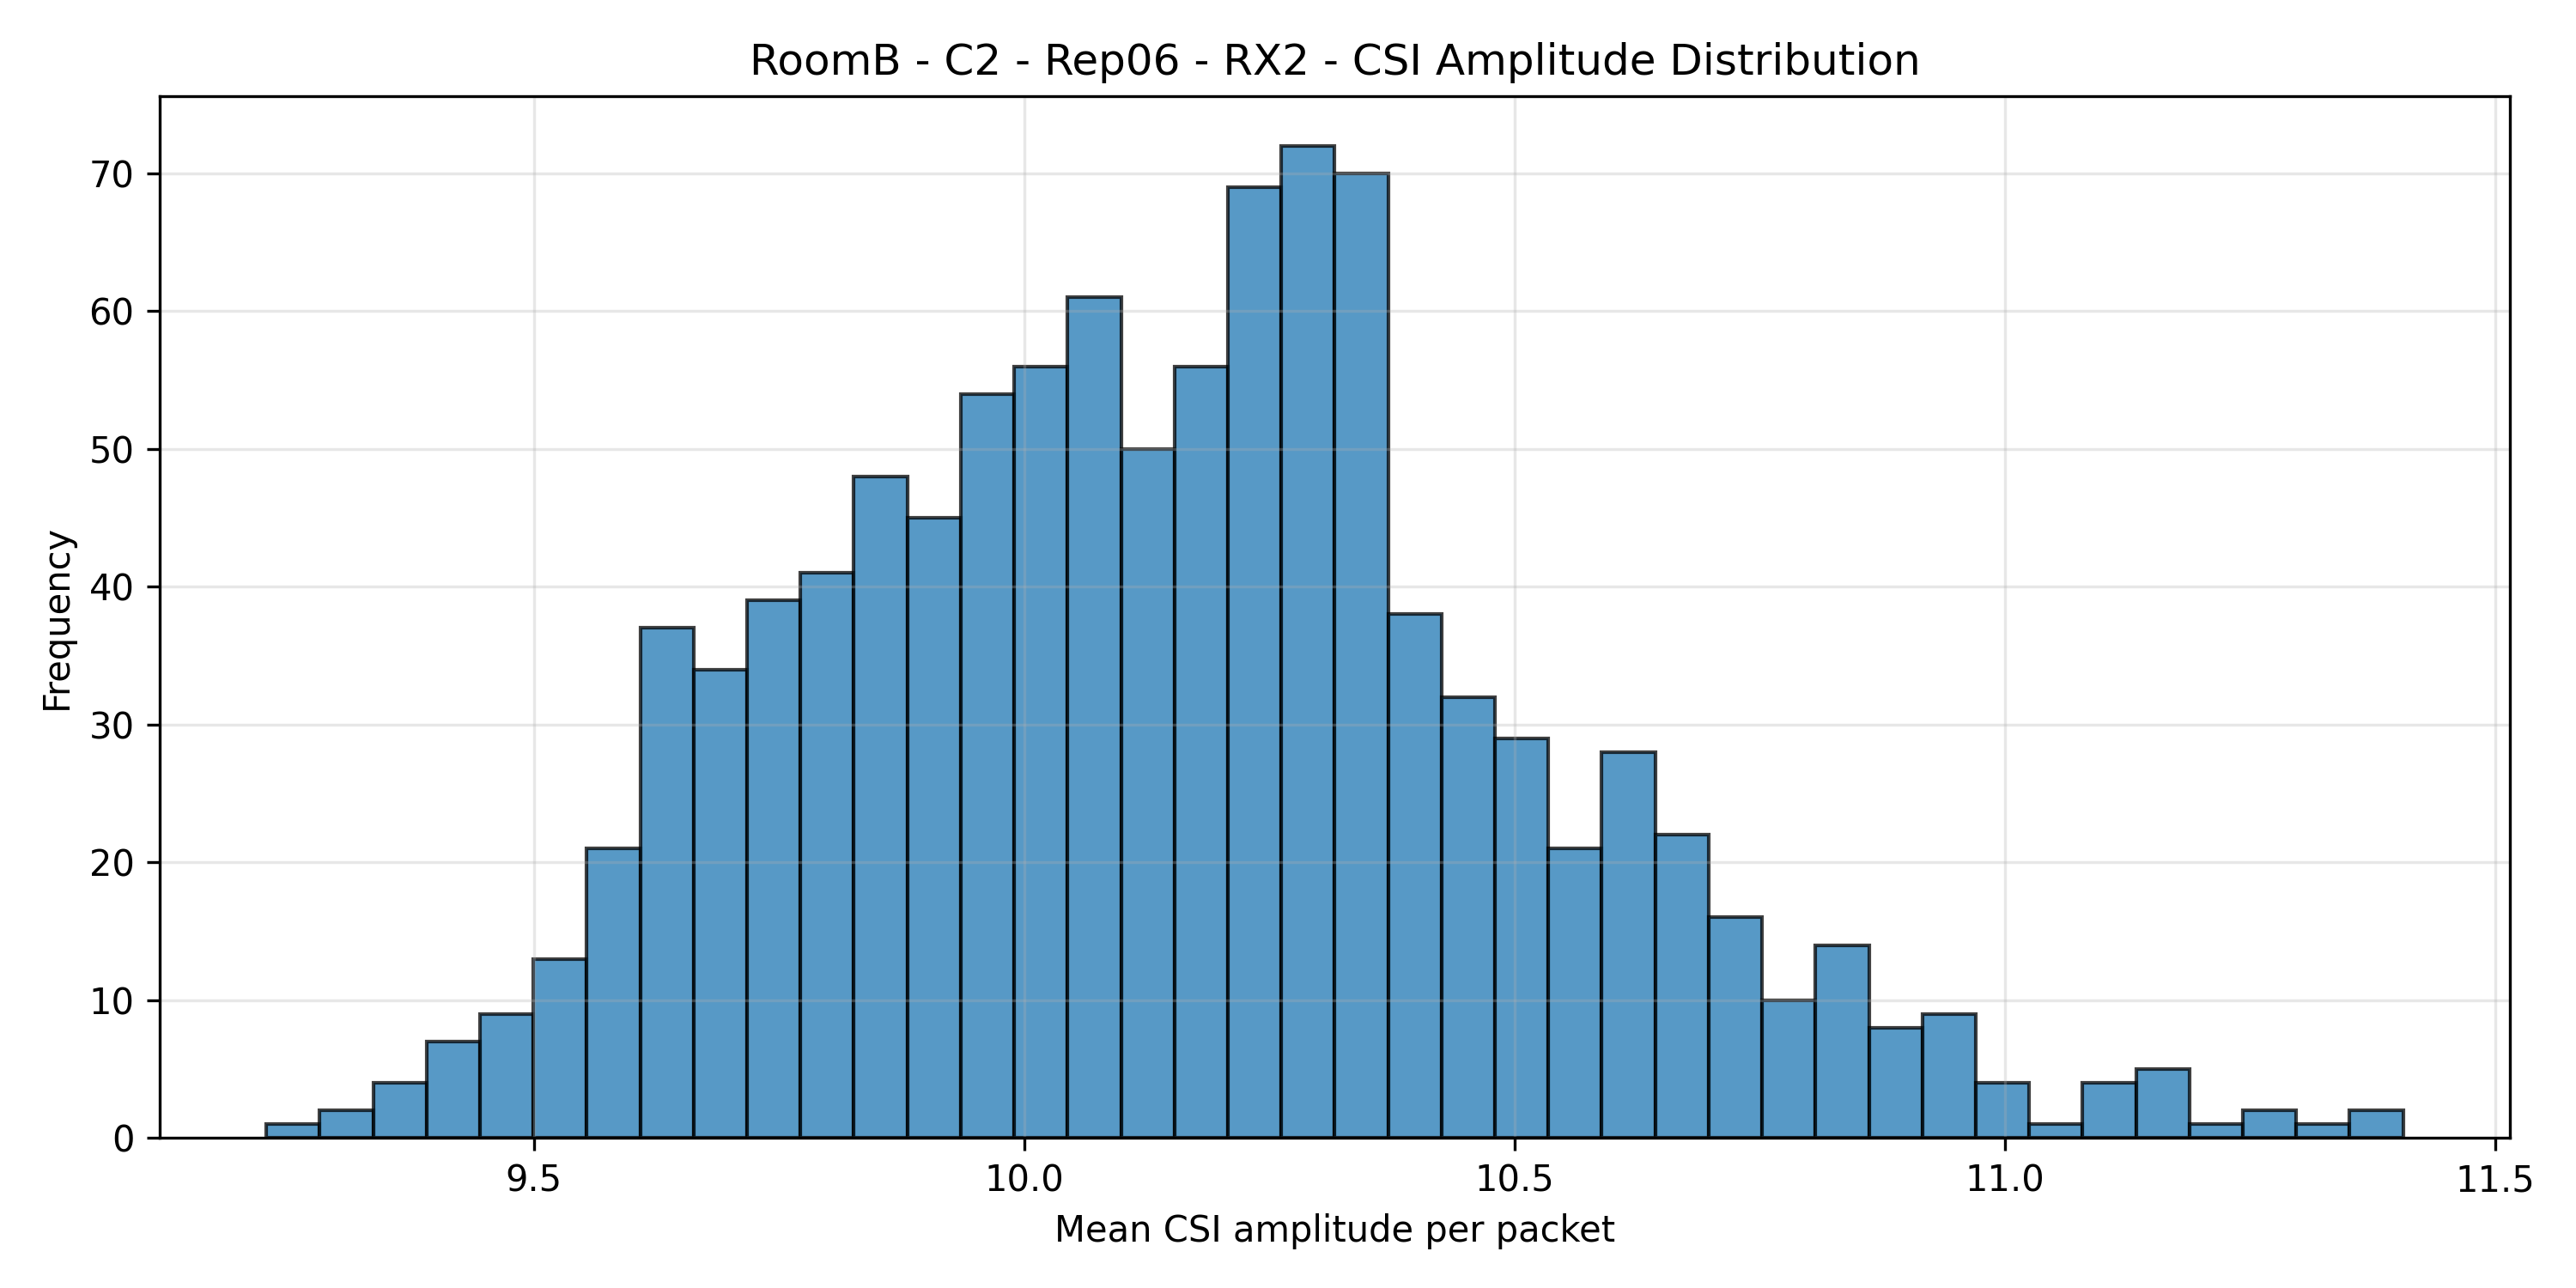 RoomB - C2 - Rep06 - RX2 - CSI Amplitude Distribution
Frequency
70
60
50
40
30
20
10
0
9.5 10.0 10.5 11.0 11.5
Mean CSI amplitude per packet